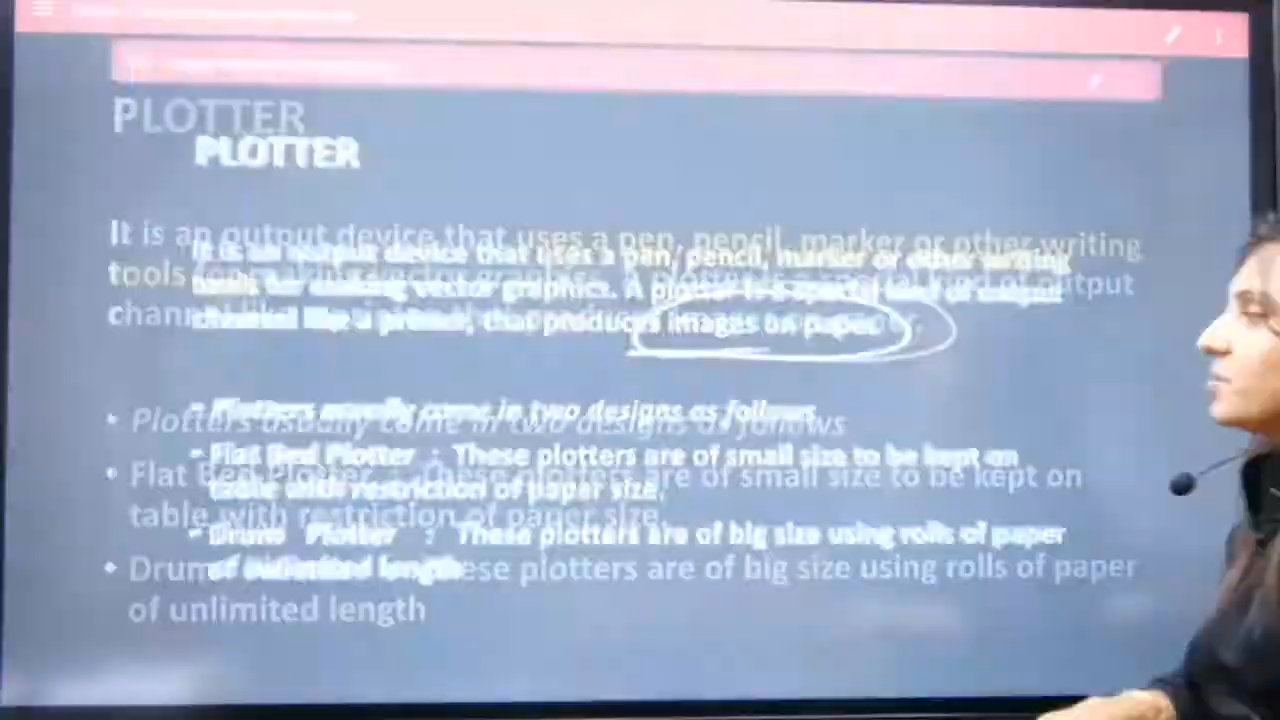 PLOTTER
It is an output device that uses a pen, pencil, marker or other writing
tools for making vector graphics. A plotter is a special kind of output
channel like a printer, that produces images on paper
• Plotters usually come in two designs as follows
• Flat Bed Plotter : These plotters are of small size to be kept on
table with restriction of paper size.
• Drum Plotter : These plotters are of big size using rolls of paper
of unlimited length